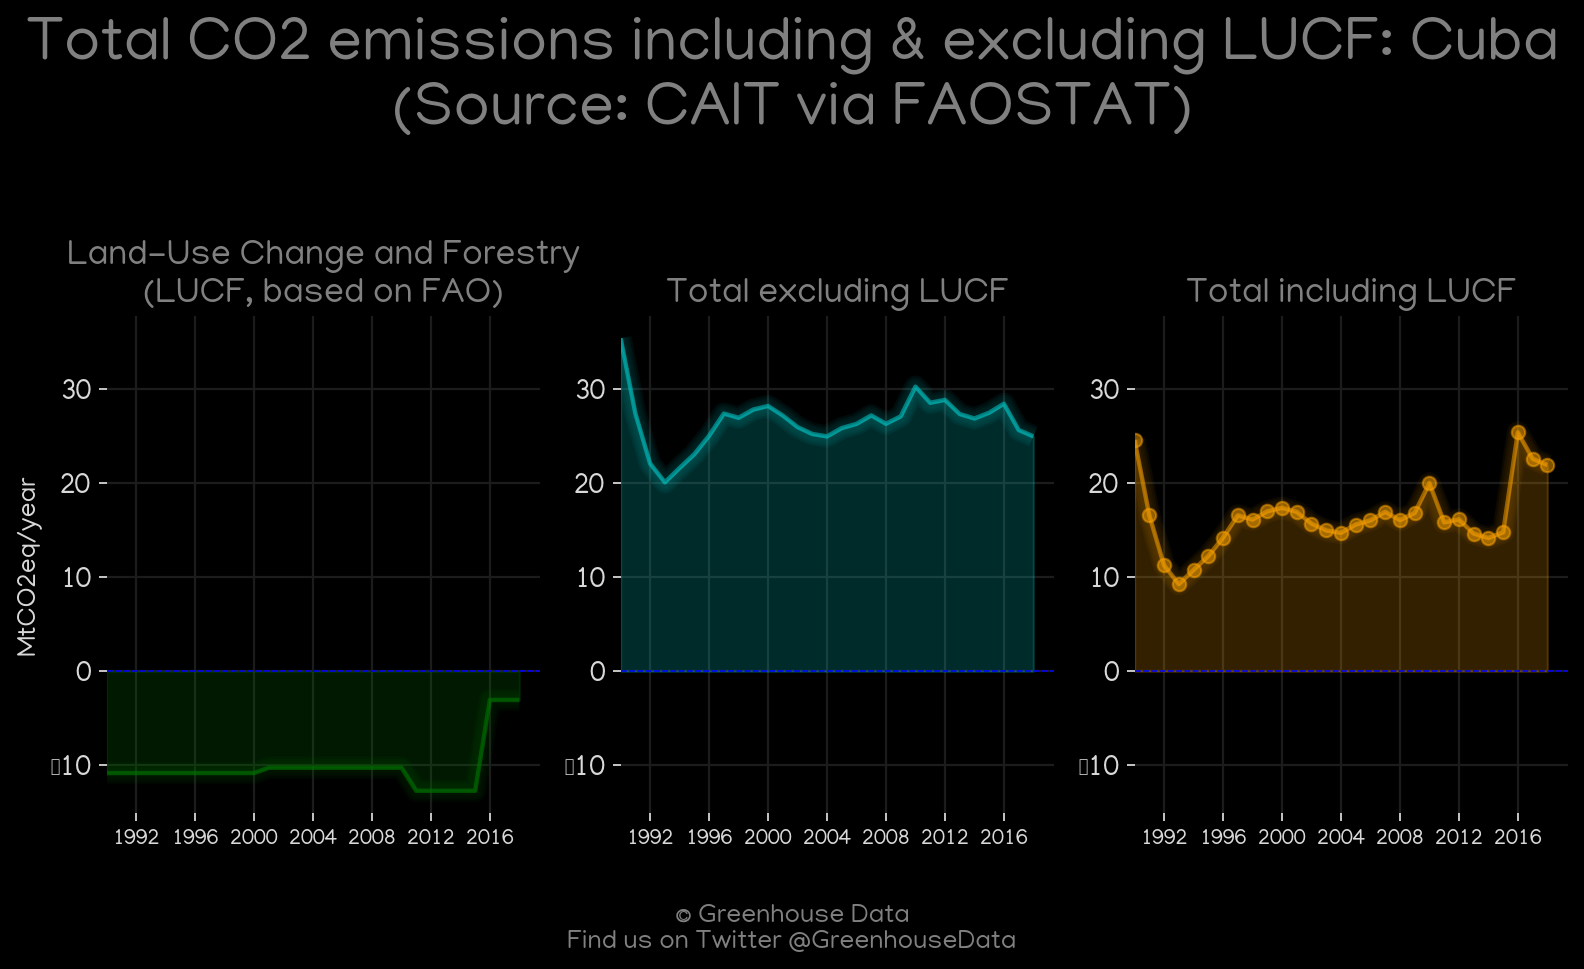 Total CO2 emissions including & excluding LUCF: Cuba
(Source: CAIT via FAOSTAT)
Land-Use Change and Forestry
(LUCF, based on FAO)
Total excluding LUCF
Total including LUCF
MtCO2eq/year
30
20
10
0
▯10
1992 1996 2000 2004 2008 2012 2016
30
20
10
0
▯10
1992 1996 2000 2004 2008 2012 2016
30
20
10
0
▯10
1992 1996 2000 2004 2008 2012 2016
© Greenhouse Data
Find us on Twitter @GreenhouseData